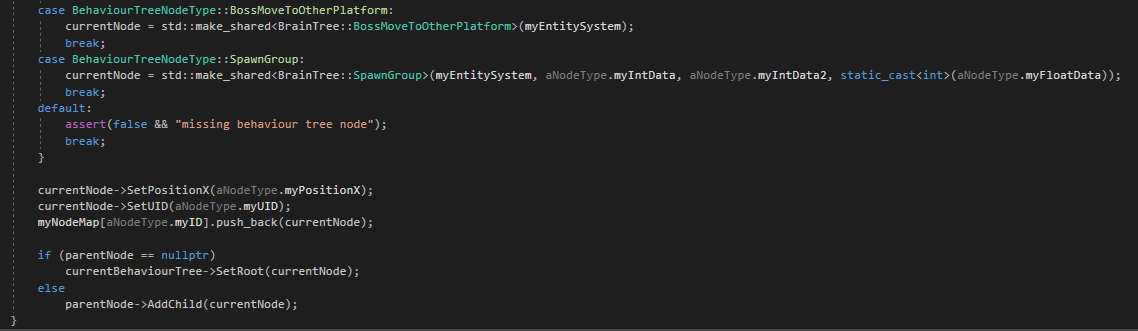 case BehaviourTreeNodeType::BossMoveToOtherPlatform:
currentNode = std::make_shared<BrainTree::BossMoveToOtherPlatform>(myEntitySystem);
break;
case BehaviourTreeNodeType::SpawnGroup:
currentNode = std::make_shared<BrainTree::SpawnGroup>(myEntitySystem, aNodeType.myIntData, aNodeType.myIntData2, static_cast<int>(aNodeType.myFloatData));
break;
default:
assert(false && "missing behaviour tree node");
break;
}
currentNode->SetPositionX(aNodeType.myPositionX);
currentNode->SetUID(aNodeType.myUID);
myNodeMap[aNodeType.myID].push_back(currentNode);
if (parentNode == nullptr)
currentBehaviourTree->SetRoot(currentNode);
else
parentNode->AddChild(currentNode);
}